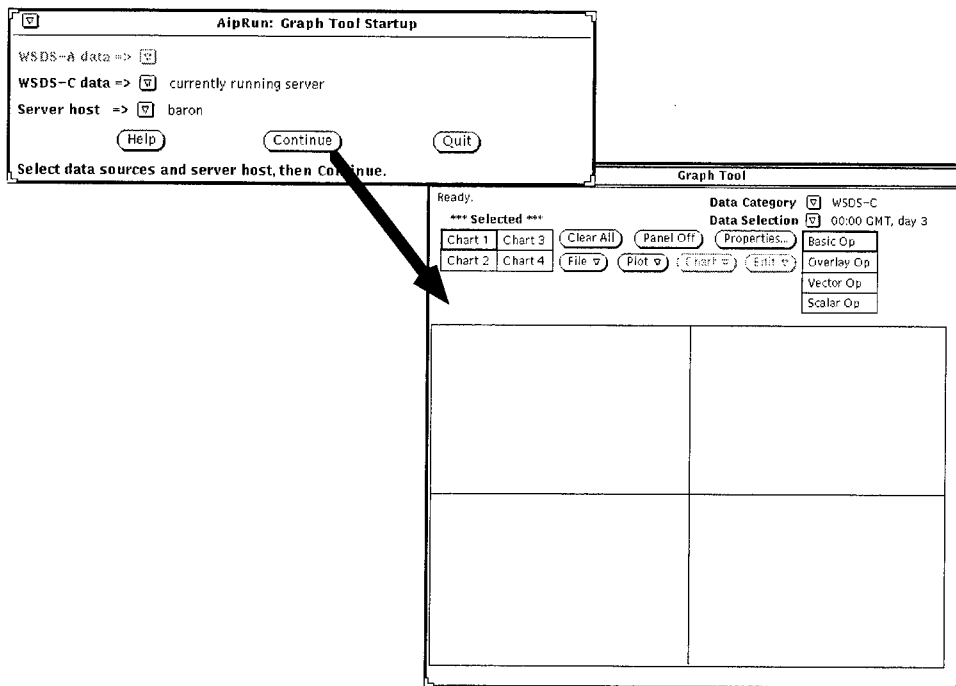 AipRun: Graph Tool Startup
WSDS-A data =>
WSDS-C data => currently running server
Server host => baron
Help Continue Quit
Select data sources and server host, then Con nue.
Graph Tool
Ready.
Data Category WSDS-C
*** Selected *** Data Selection 00:00 GMT, day 3
Chart 1 Chart 3 Clear All Panel Off Properties... Basic Op
Chart 2 Chart 4 File Plot Chart Edit Overlay Op
Vector Op
Scalar Op